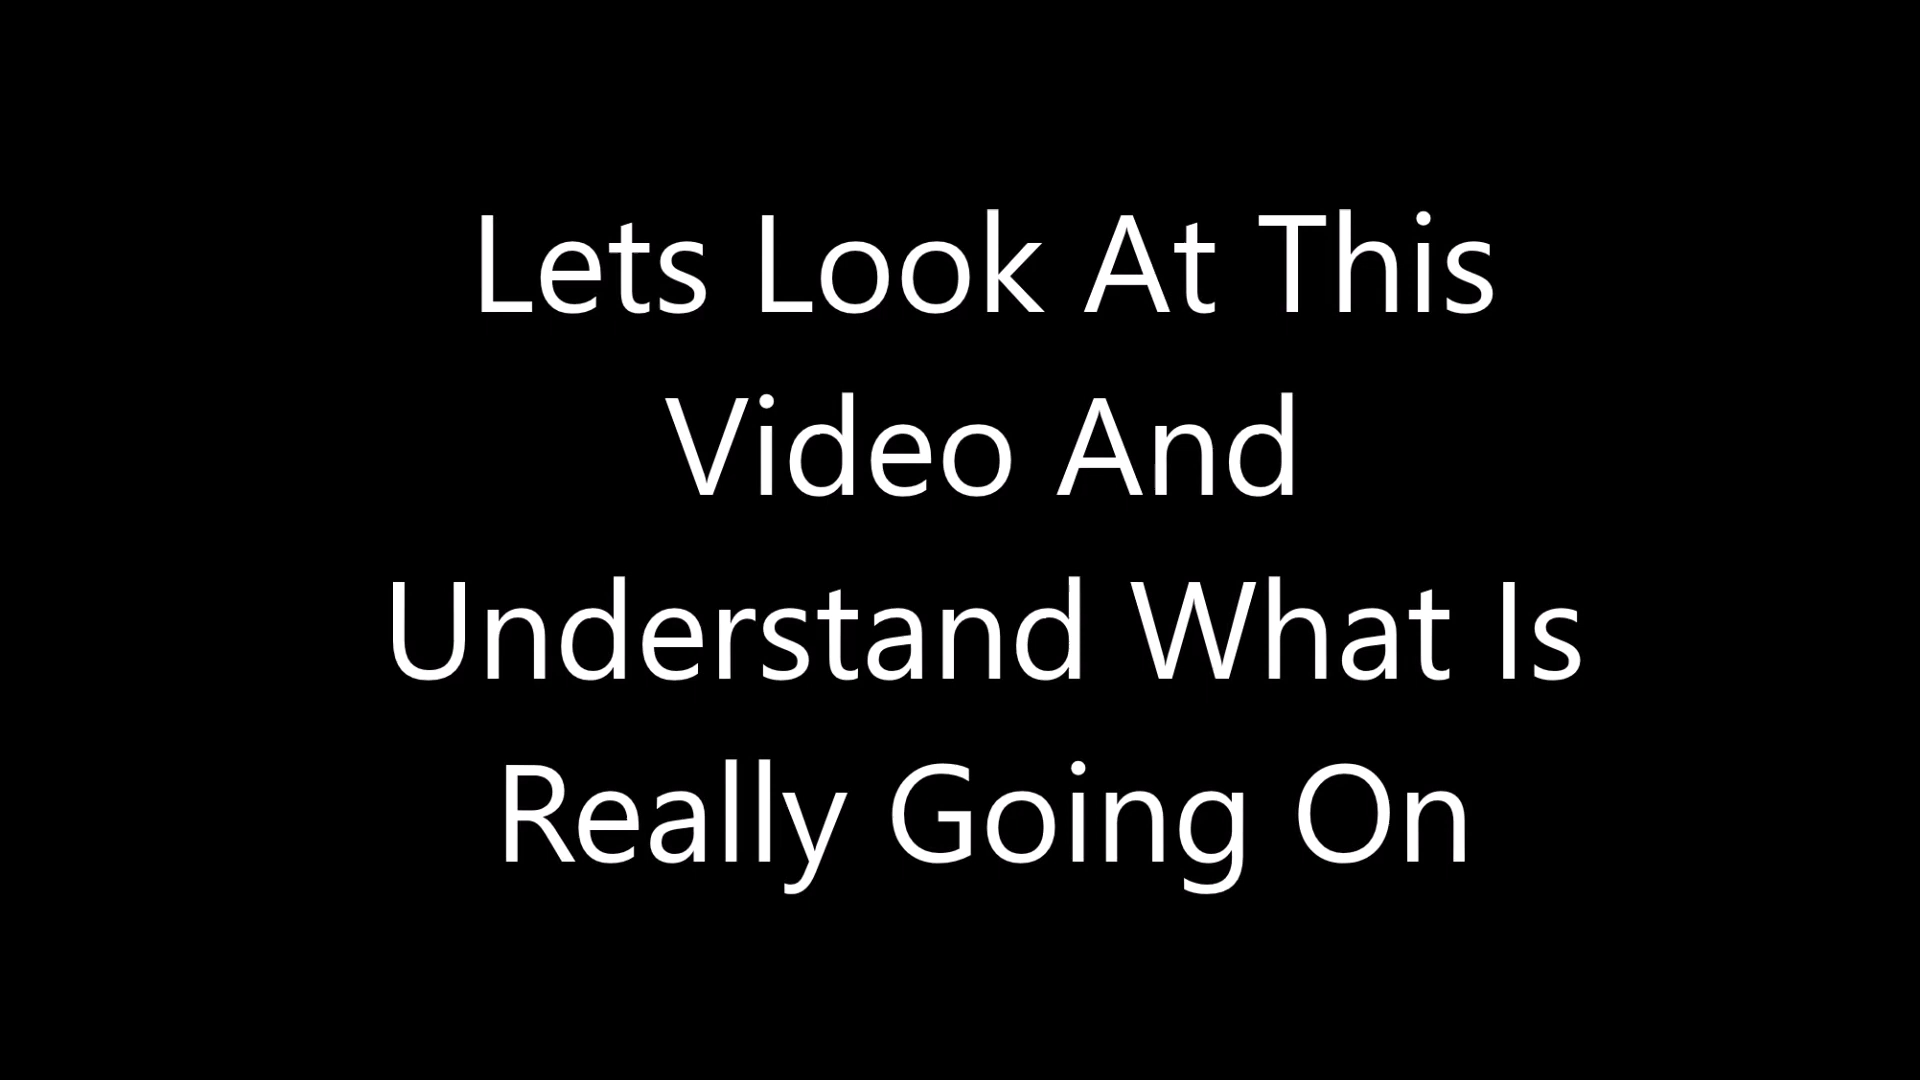 Lets Look At This
Video And
Understand What Is
Really Going On